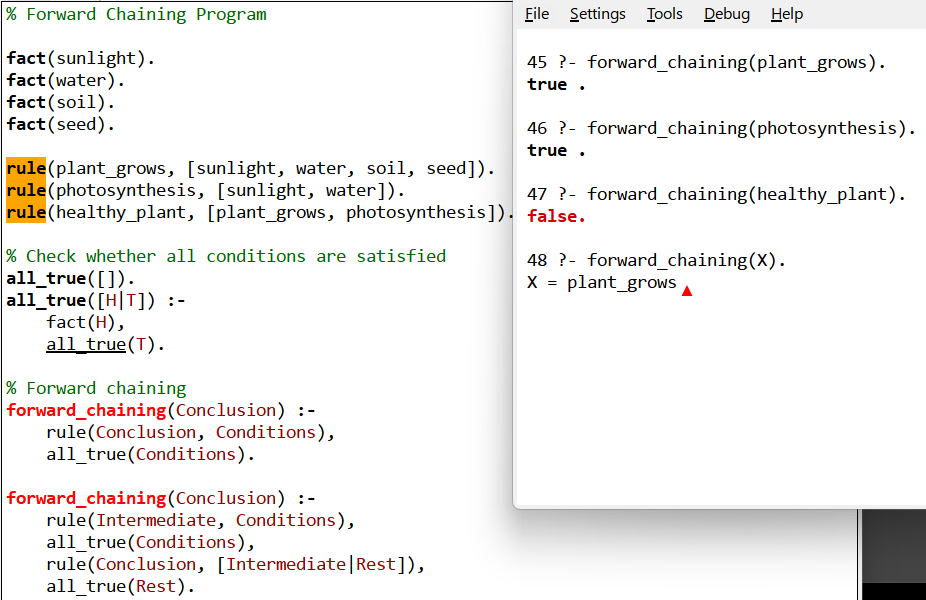 % Forward Chaining Program
fact(sunlight).
fact(water).
fact(soil).
fact(seed).
rule(plant_grows, [sunlight, water, soil, seed]).
rule(photosynthesis, [sunlight, water]).
rule(healthy_plant, [plant_grows, photosynthesis]).
% Check whether all conditions are satisfied
all_true([]).
all_true([H|T]) :-
    fact(H),
    all_true(T).
% Forward chaining
forward_chaining(Conclusion) :-
    rule(Conclusion, Conditions),
    all_true(Conditions).
forward_chaining(Conclusion) :-
    rule(Intermediate, Conditions),
    all_true(Conditions),
    rule(Conclusion, [Intermediate|Rest]),
    all_true(Rest).
File Settings Tools Debug Help
45 ?- forward_chaining(plant_grows).
true .
46 ?- forward_chaining(photosynthesis).
true .
47 ?- forward_chaining(healthy_plant).
false.
48 ?- forward_chaining(X).
X = plant_grows